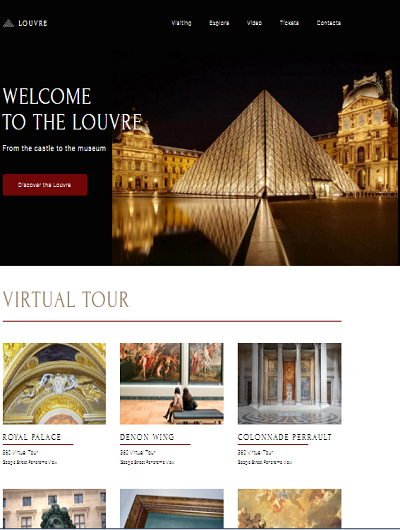 LOUVRE
Visiting Explore Video Tickets Contacts
WELCOME
TO THE LOUVRE
From the castle to the museum
Discover the Louvre
VIRTUAL TOUR
ROYAL PALACE DENON WING COLONNADE PERRAULT
360 Virtual Tour 360 Virtual Tour 360 Virtual Tour
Google Street Panorama View Google Street Panorama View Google Street Panorama View